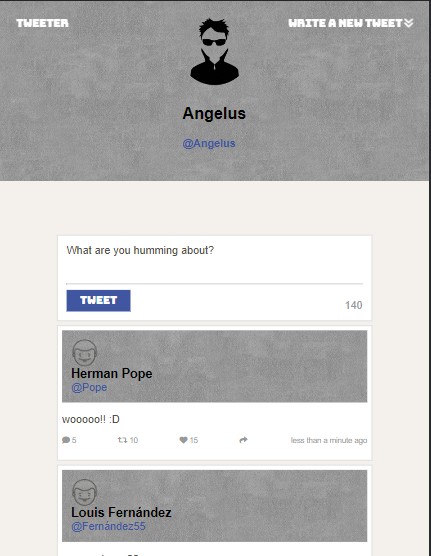 TWEETER
WRITE A NEW TWEET
Angelus
@Angelus
What are you humming about?
TWEET
140
Herman Pope
@Pope
wooooo!! :D
5 10 15 less than a minute ago
Louis Fernández
@Fernández55